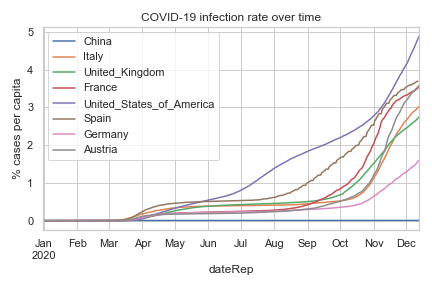 COVID-19 infection rate over time
% cases per capita
5
4
3
2
1
0
China
Italy
United_Kingdom
France
United_States_of_America
Spain
Germany
Austria
Jan Feb Mar Apr May Jun Jul Aug Sep Oct Nov Dec
2020
dateRep